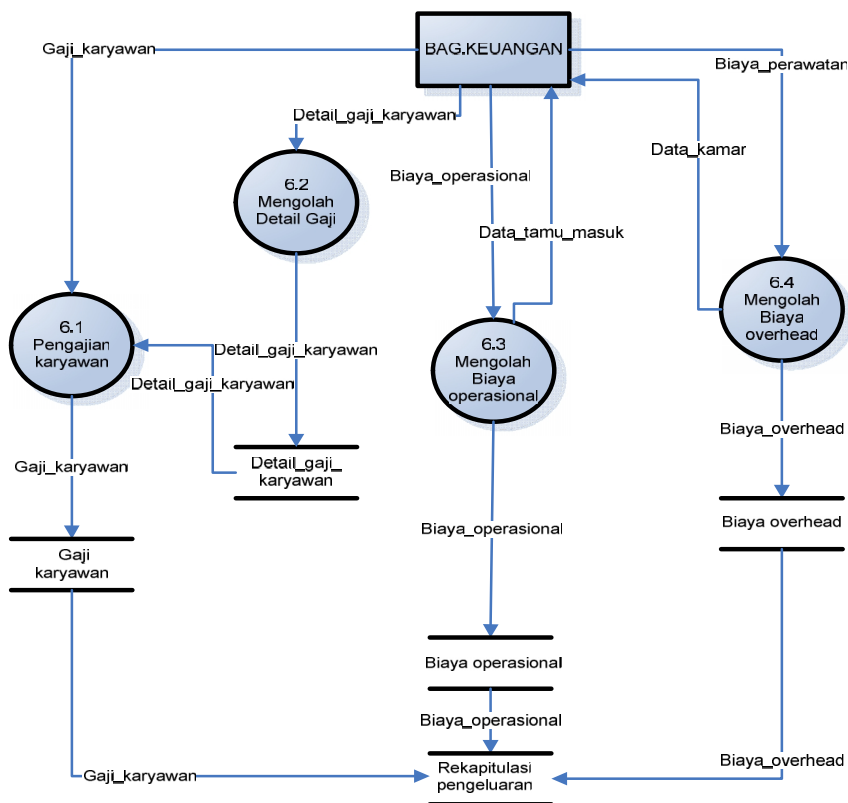 Gaji_karyawan
BAG.KEUANGAN
Biaya_perawatan
Detail_gaji_karyawan
Data_kamar
Biaya_operasional
6.2
Mengolah
Detail Gaji
Data_tamu_masuk
6.4
Mengolah
Biaya
overhead
6.1
Pengajian
karyawan
Detail_gaji_karyawan
6.3
Mengolah
Biaya
operasional
Detail_gaji_karyawan
Biaya_overhead
Gaji_karyawan
Detail_gaji_
karyawan
Biaya_operasional
Biaya overhead
Gaji
karyawan
Biaya operasional
Biaya_operasional
Rekapitulasi
pengeluaran
Biaya_overhead
Gaji_karyawan